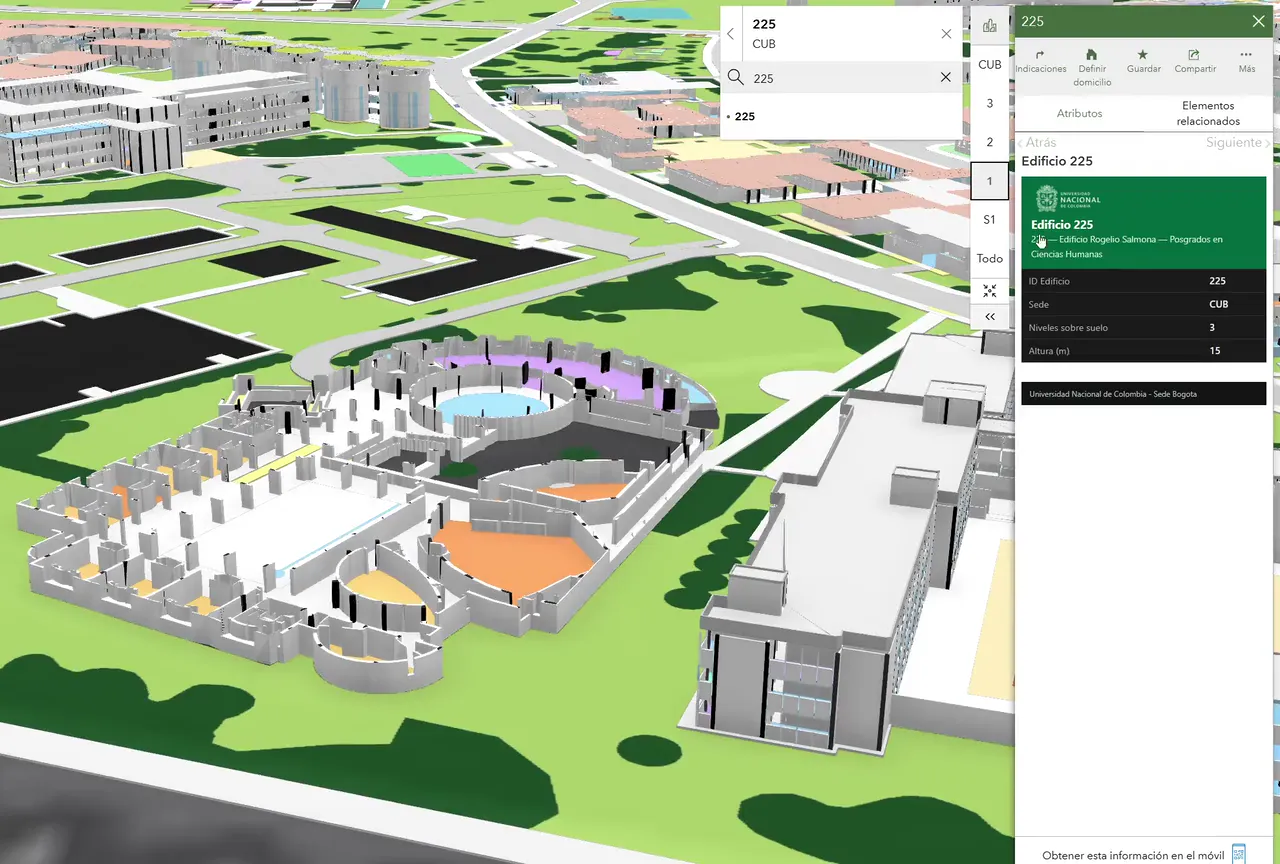 225
CUB
225
225
CUB
3
2
1
S1
Todo
225
Indicaciones
Definir
domicilio
Guardar
Compartir
Más
Atributos
Elementos
relacionados
Atrás
Siguiente
Edificio 225
UNIVERSIDAD
NACIONAL
DE COLOMBIA
Edificio 225
— Edificio Rogelio Salmona — Posgrados en
Ciencias Humanas
ID Edificio 225
Sede CUB
Niveles sobre suelo 3
Altura (m) 15
Universidad Nacional de Colombia - Sede Bogota
Obtener esta información en el móvil